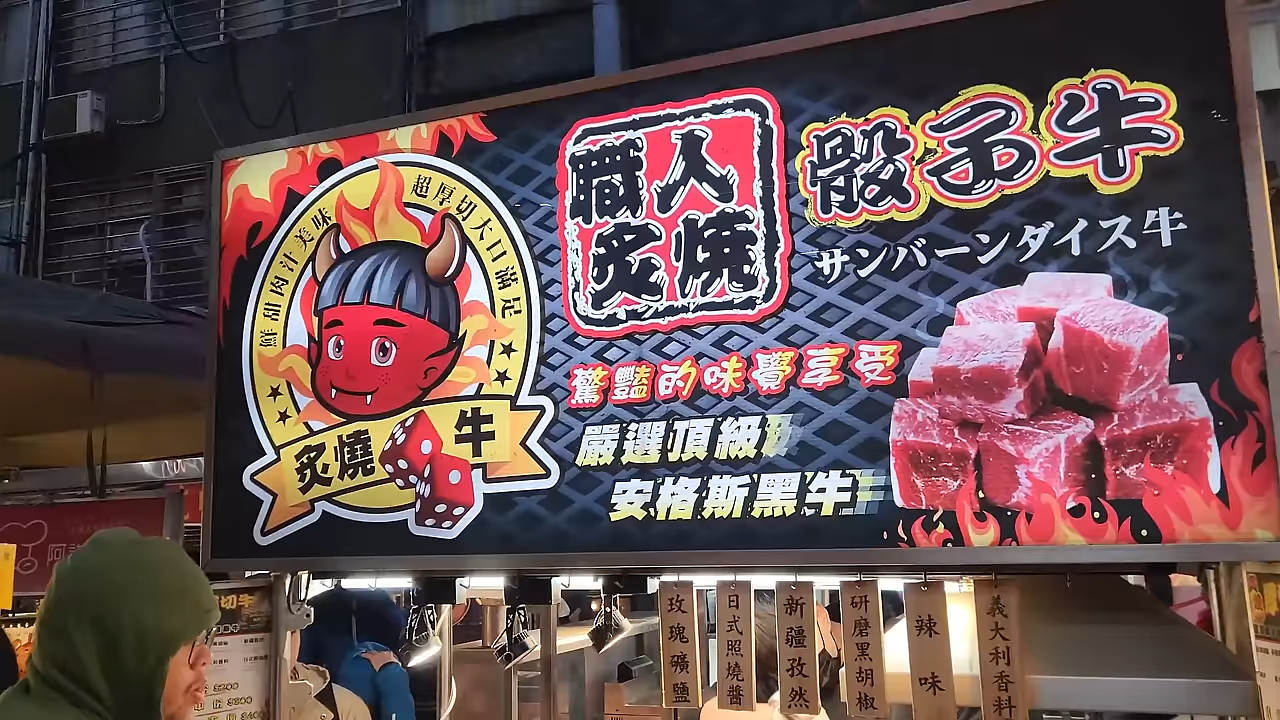 鮮甜肉汁美味
超厚切大口滿足
炙燒
牛
職人
炙燒
骰子牛
サンバーンダイス牛
驚豔的味覺享受
嚴選頂級
安格斯黑牛
阿
切牛
玫瑰礦鹽
日式照燒醬
新疆孜然
研磨黑胡椒
辣味
義大利香料